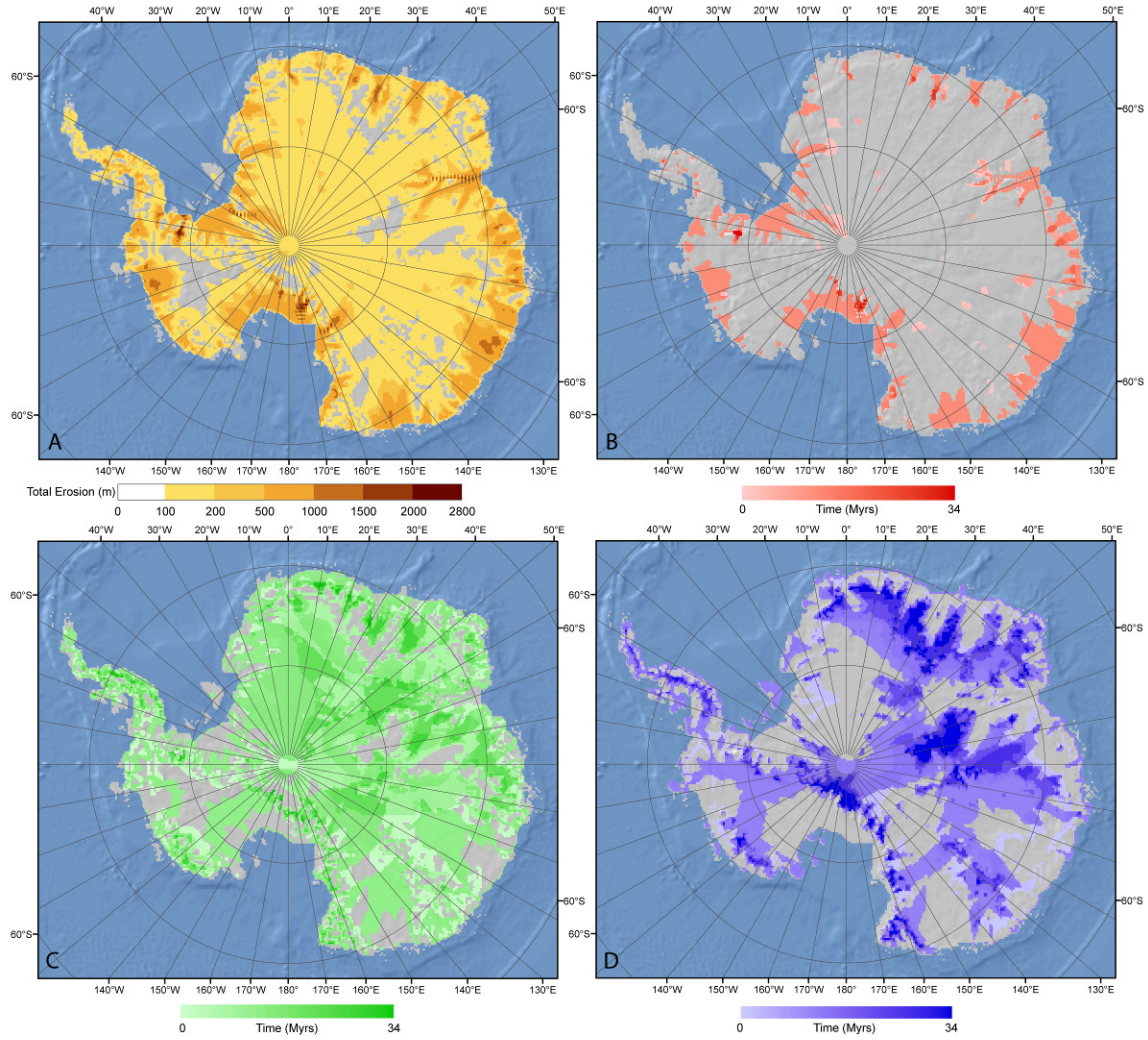 40°W 30°W 20°W 10°W 0° 10°E 20°E 30°E 40°E 50°E
40°W 30°W 20°W 10°W 0° 10°E 20°E 30°E 40°E 50°E
60°S 60°S 60°S 60°S
60°S 60°S 60°S 60°S
A B
140°W 150°W 160°W 170°W 180° 170°E 160°E 150°E 140°E 130°E
140°W 150°W 160°W 170°W 180° 170°E 160°E 150°E 140°E 130°E
Total Erosion (m)
0 100 200 500 1000 1500 2000 2800
0 Time (Myrs) 34
40°W 30°W 20°W 10°W 0° 10°E 20°E 30°E 40°E 50°E
40°W 30°W 20°W 10°W 0° 10°E 20°E 30°E 40°E 50°E
60°S 60°S 60°S 60°S
60°S 60°S
C D
140°W 150°W 160°W 170°W 180° 170°E 160°E 150°E 140°E 130°E
140°W 150°W 160°W 170°W 180° 170°E 160°E 150°E 140°E 130°E
0 Time (Myrs) 34
0 Time (Myrs) 34